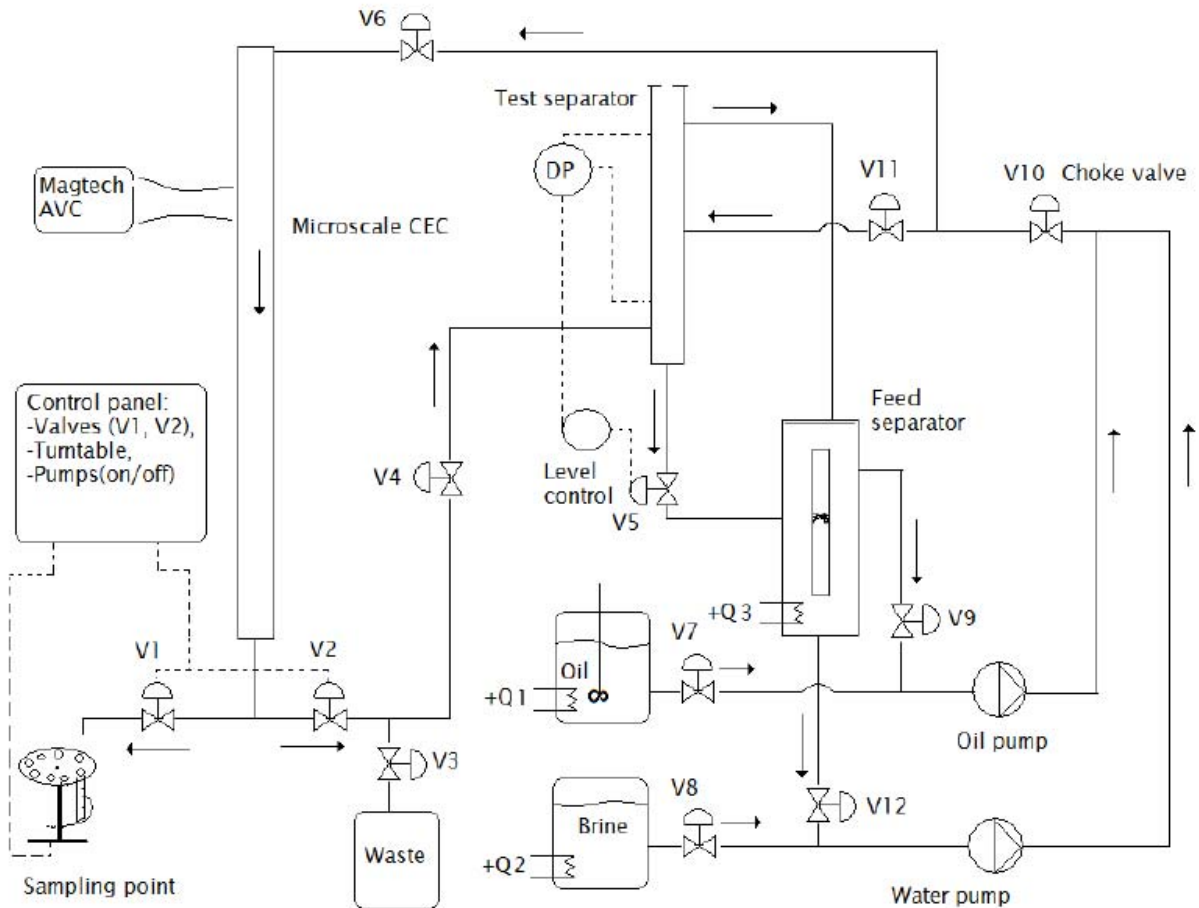 V6
Test separator
DP
V11
V10 Choke valve
Magtech
AVC
Microscale CEC
Control panel:
-Valves (V1, V2),
-Turntable,
-Pumps(on/off)
Feed
separator
V4
Level
control
V5
+Q3
V9
V7
V1
V2
Oil
+Q1
Oil pump
V3
V8
V12
Brine
Waste
+Q2
Sampling point
Water pump